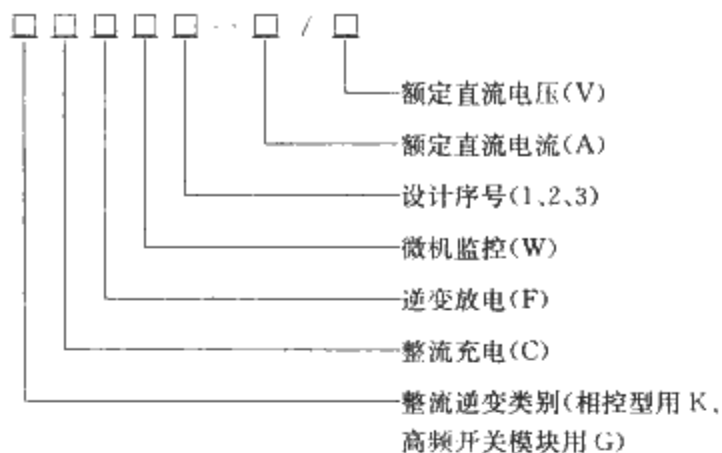 □□□□□--□/□
额定直流电压(V)
额定直流电流(A)
设计序号(1、2、3)
微机监控(W)
逆变放电(F)
整流充电(C)
整流逆变类别(相控型用 K、
高频开关模块用 G)